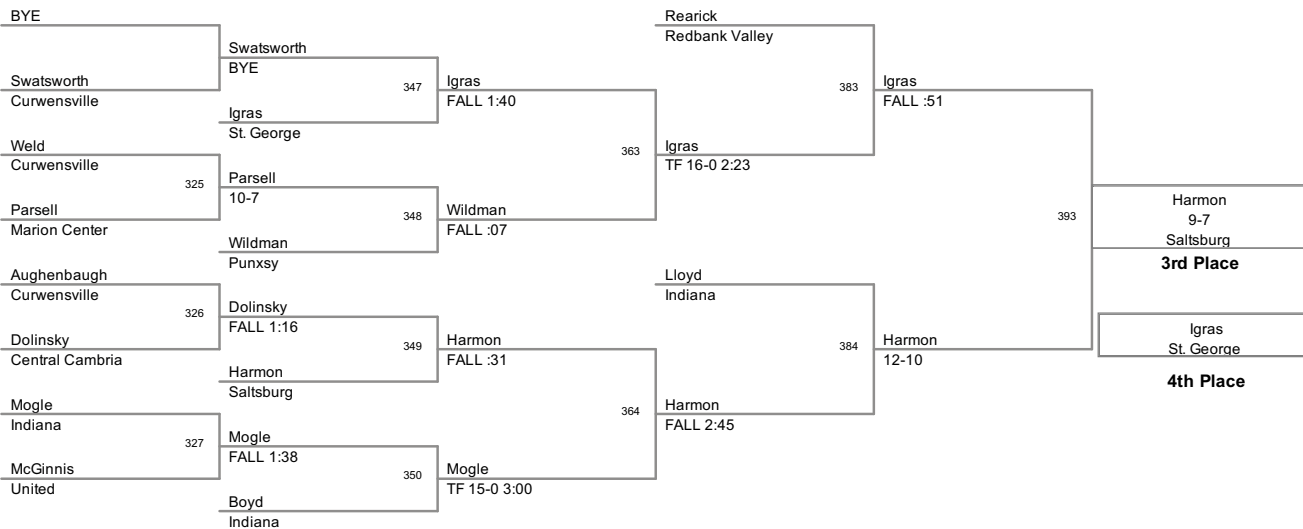 BYE
Swatsworth
Curwensville
Weld
Curwensville
325
Parsell
Marion Center
Aughenbaugh
Curwensville
326
Dolinsky
Central Cambria
Mogle
Indiana
327
McGinnis
United
Swatsworth
BYE
347
Igras
St. George
Parsell
10-7
348
Wildman
Punxsy
Dolinsky
FALL 1:16
349
Harmon
Saltsburg
Mogle
FALL 1:38
350
Boyd
Indiana
Igras
FALL 1:40
363
Wildman
FALL :07
Harmon
FALL :31
364
Mogle
TF 15-0 3:00
Rearick
Redbank Valley
383
Igras
TF 16-0 2:23
Lloyd
Indiana
384
Harmon
FALL 2:45
Igras
FALL :51
393
Harmon
12-10
Harmon
9-7
Saltsburg
3rd Place
Igras
St. George
4th Place